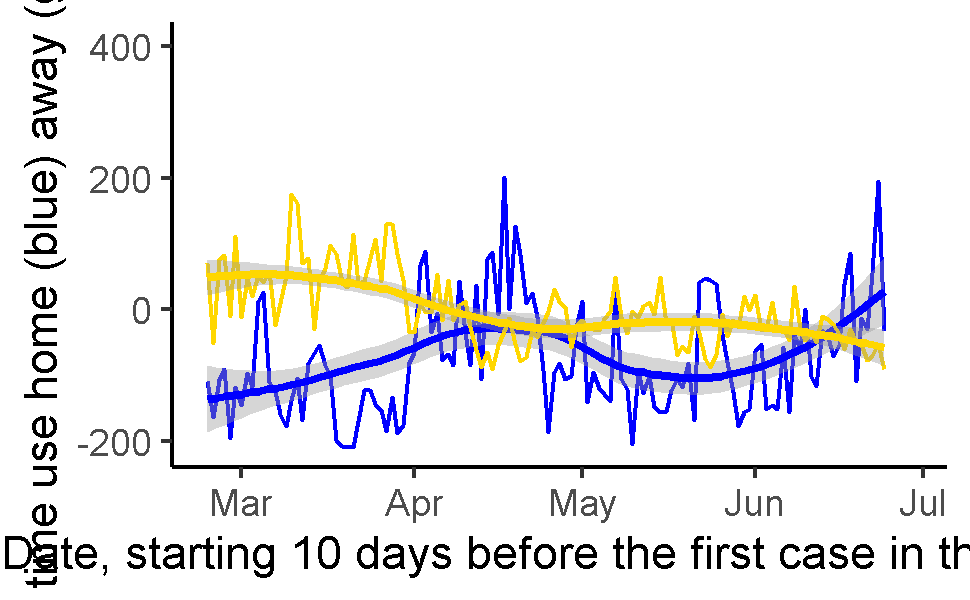 time use home (blue) away (
400
200
0
-200
Mar Apr May Jun Jul
Date, starting 10 days before the first case in th